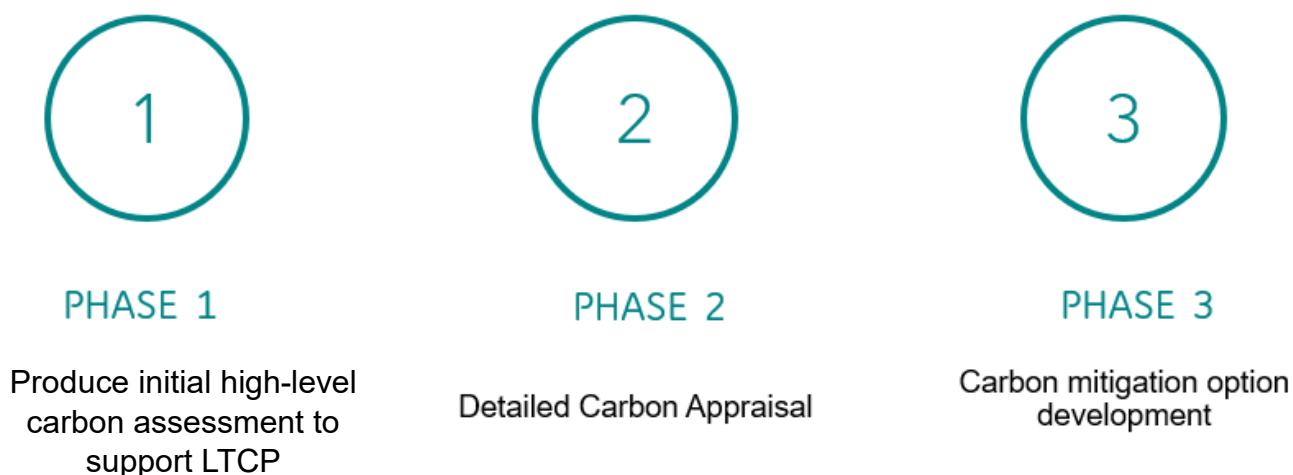 1
PHASE 1
Produce initial high-level
carbon assessment to
support LTCP
2
PHASE 2
Detailed Carbon Appraisal
3
PHASE 3
Carbon mitigation option
development